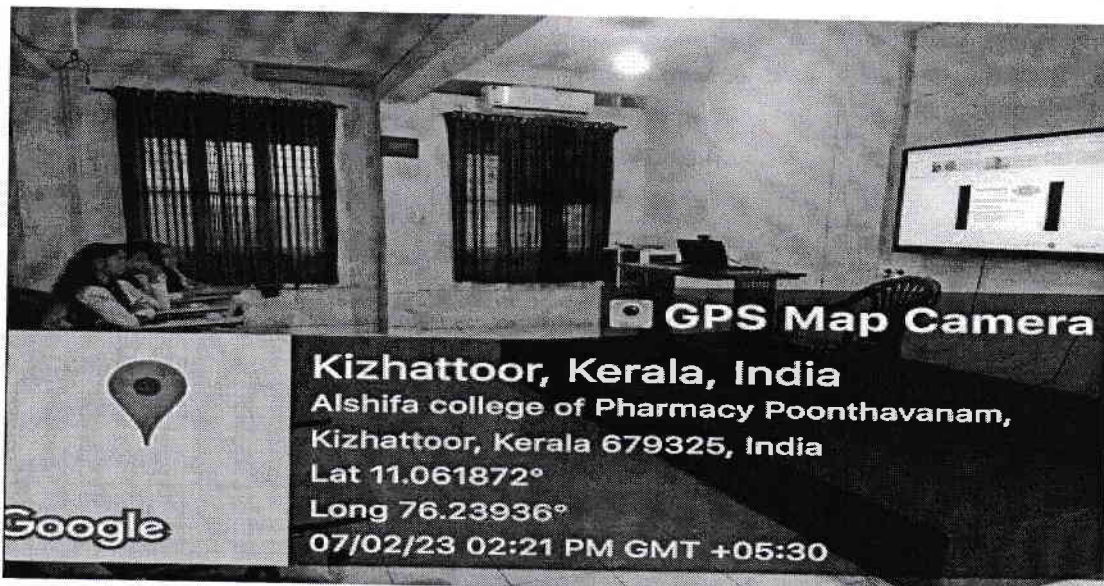 GPS Map Camera
Kizhattoor, Kerala, India
Alshifa college of Pharmacy Poonthavanam,
Kizhattoor, Kerala 679325, India
Lat 11.061872°
Long 76.23936°
07/02/23 02:21 PM GMT +05:30
Google